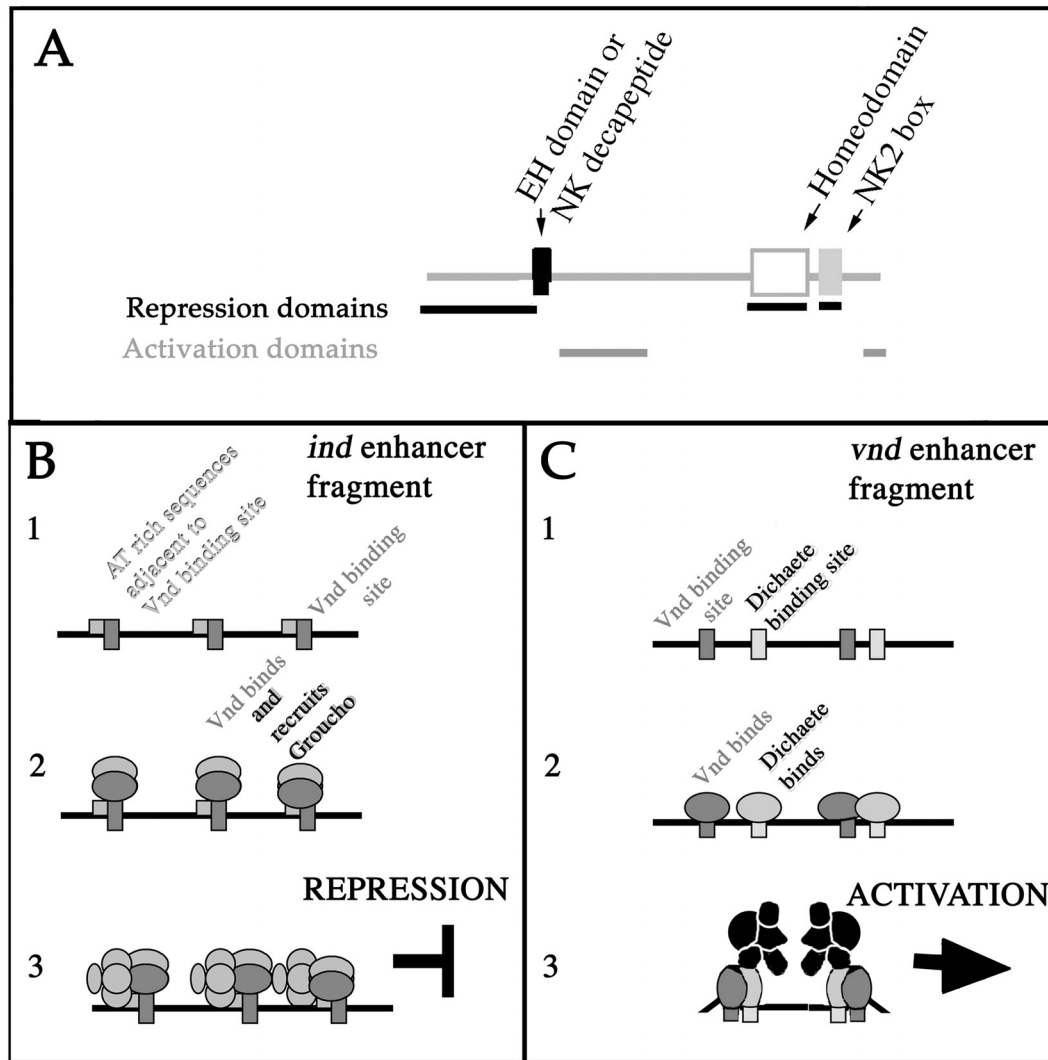 A
EH domain or
NK decapeptide
Homeodomain
NK2 box
Repression domains
Activation domains
B
ind enhancer
fragment
1
AT rich sequences
adjacent to
Vnd binding site
Vnd binding
site
2
Vnd binds
and
recruits
Groucho
3
REPRESSION
C
vnd enhancer
fragment
1
Vnd binding
site
Dichaete
binding site
2
Vnd binds
Dichaete
binds
3
ACTIVATION